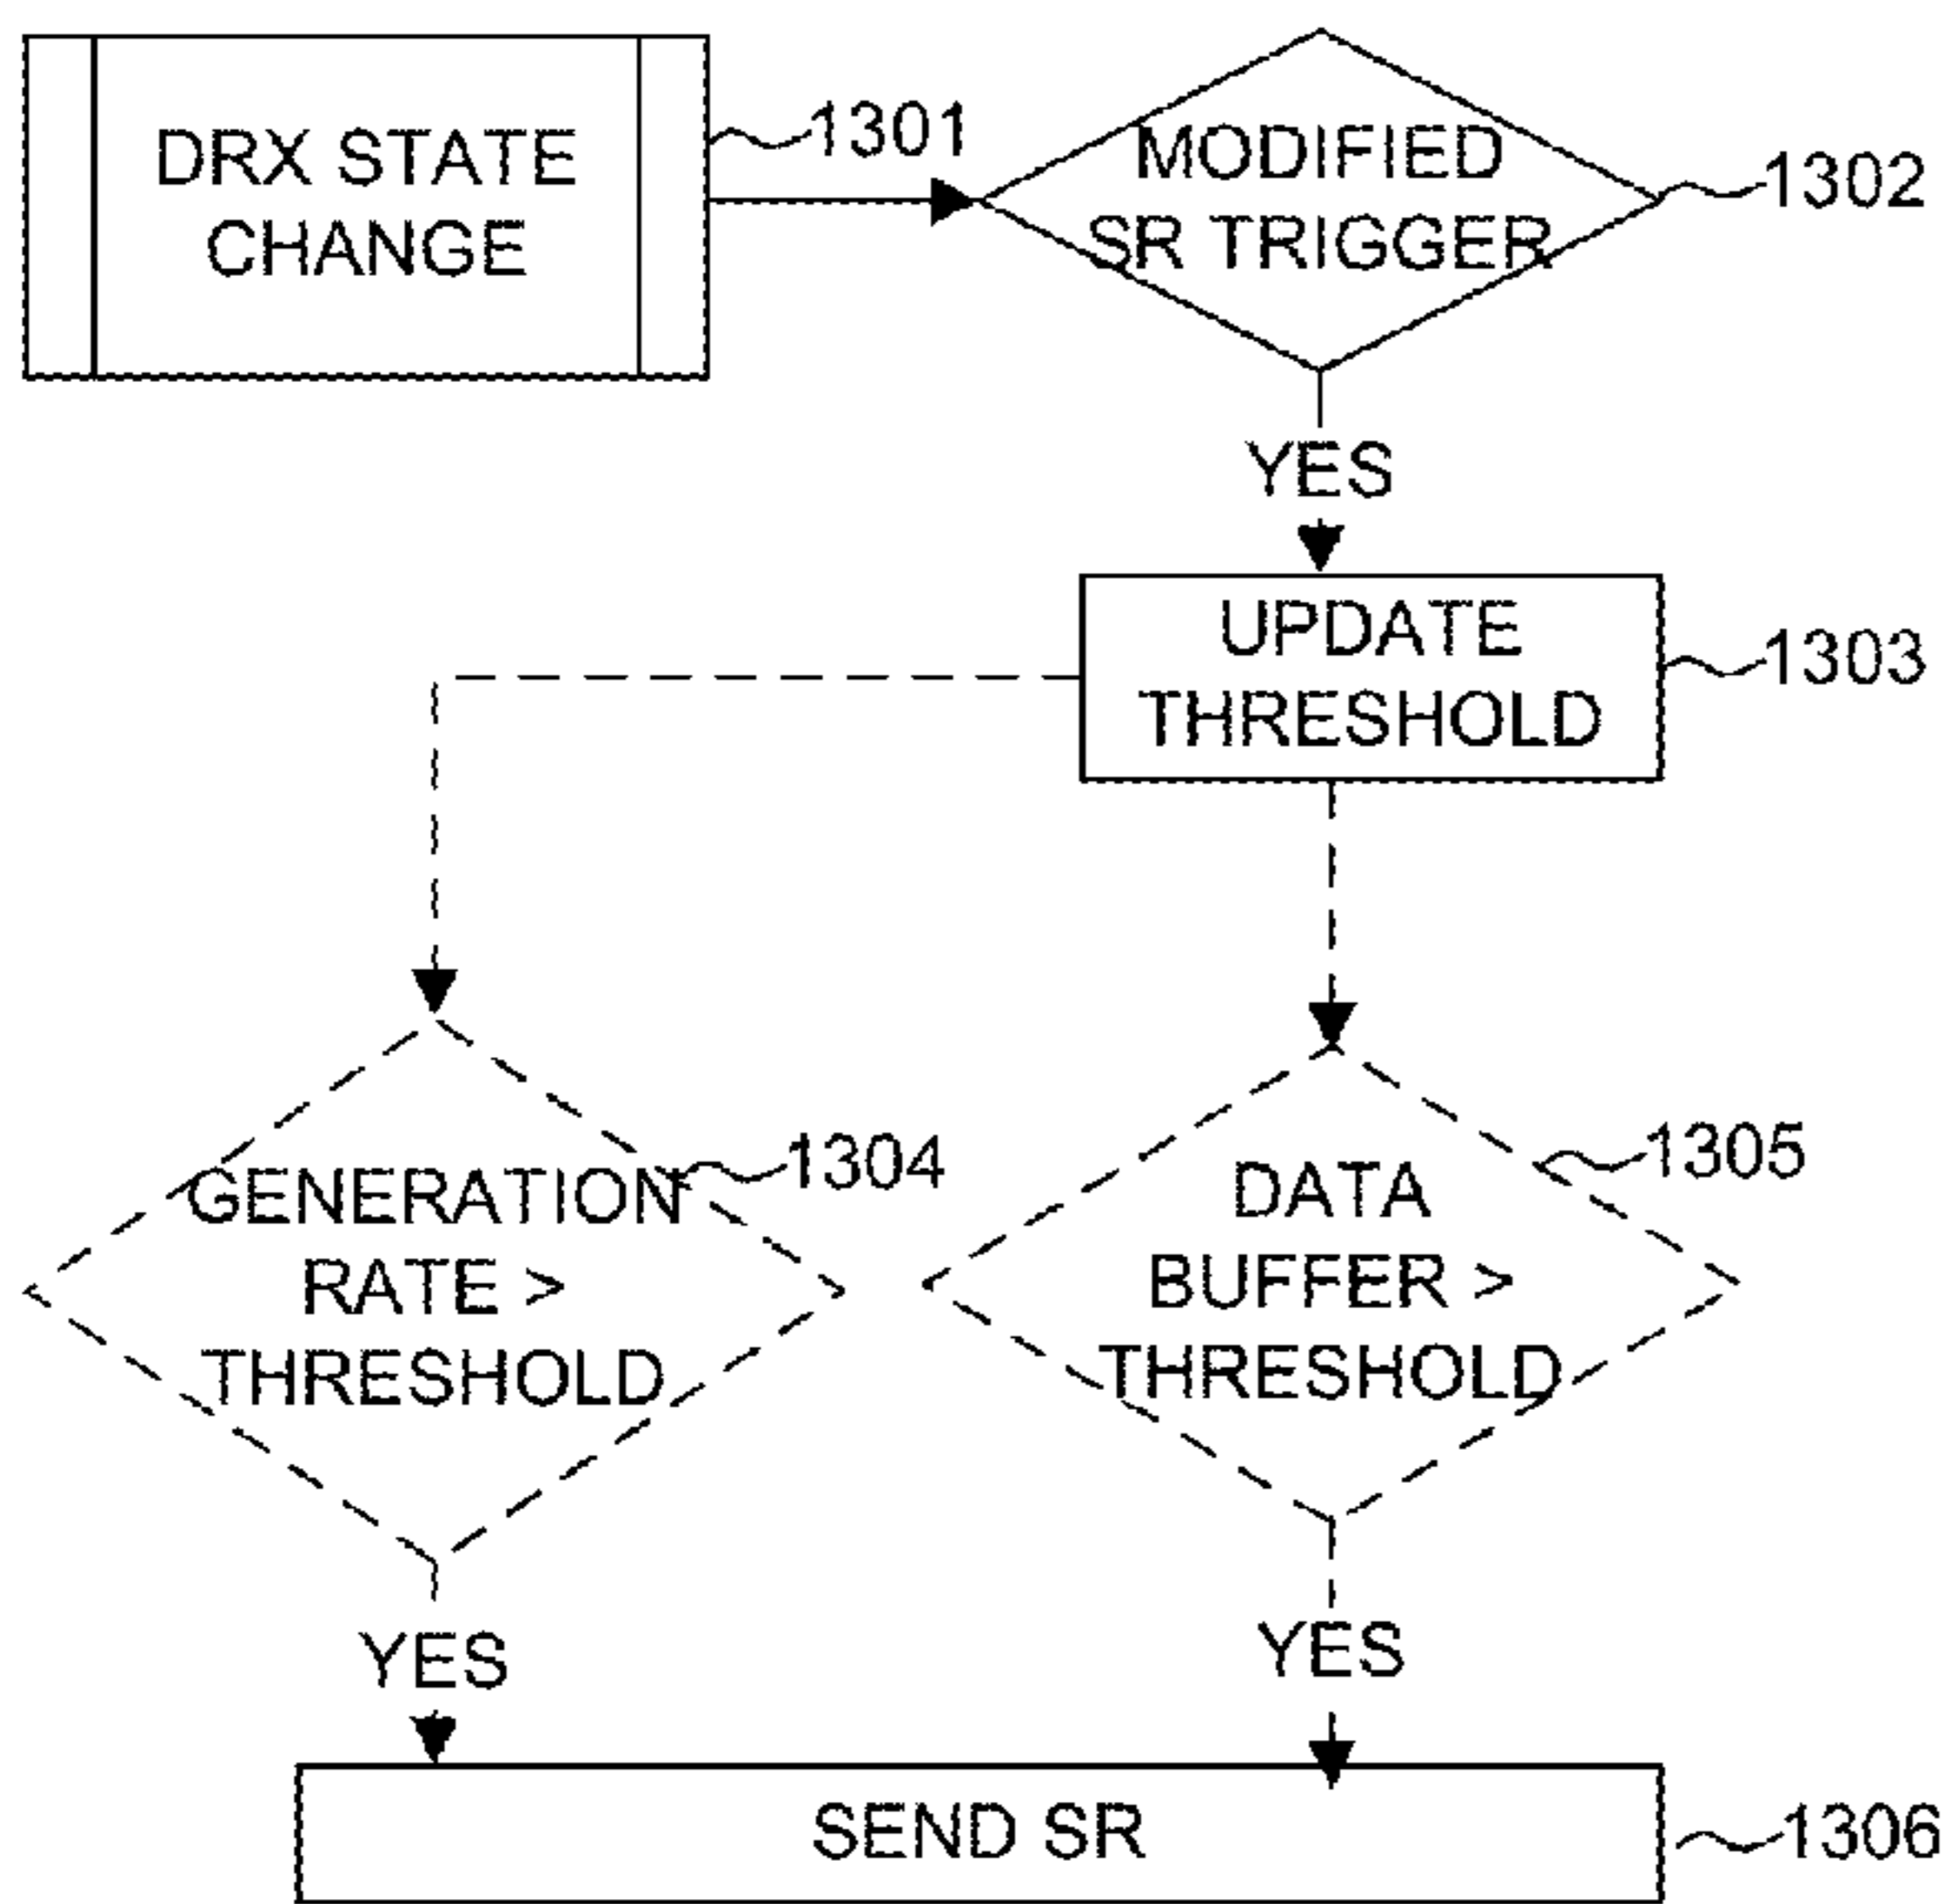 DRX STATE
CHANGE
1301
MODIFIED
SR TRIGGER
1302
YES
UPDATE
THRESHOLD
1303
GENERATION
RATE >
THRESHOLD
1304
DATA
BUFFER >
THRESHOLD
1305
YES
YES
SEND SR
1306